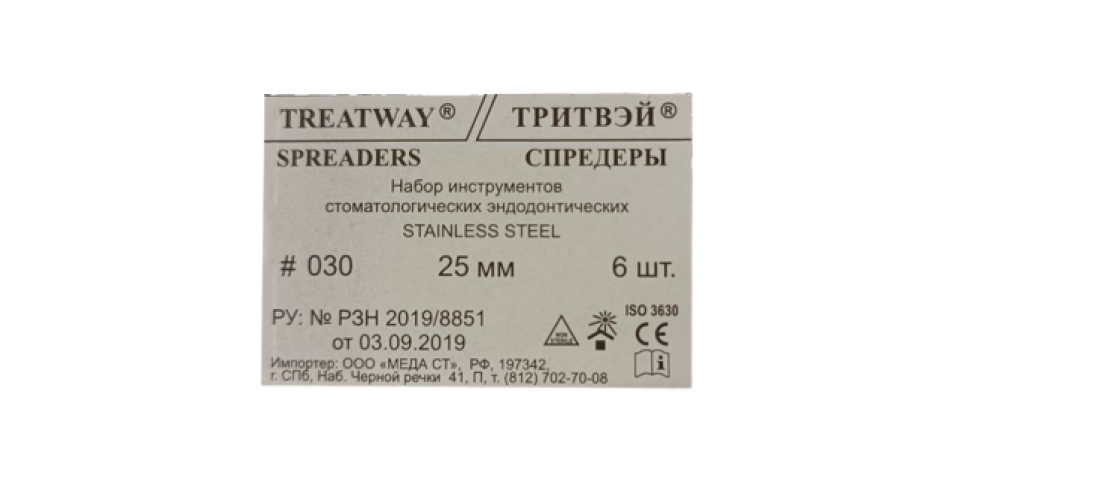 TREATWAY® // ТРИТВЭЙ®
SPREADERS СПРЕДЕРЫ
Набор инструментов
стоматологических эндодонтических
STAINLESS STEEL
# 030 25 мм 6 шт.
РУ: № РЗН 2019/8851
от 03.09.2019
NON STERILE
ISO 3630
CE
i
Импортер: ООО «МЕДА СТ», РФ, 197342,
г. СПб, Наб. Черной речки 41, П, т. (812) 702-70-08